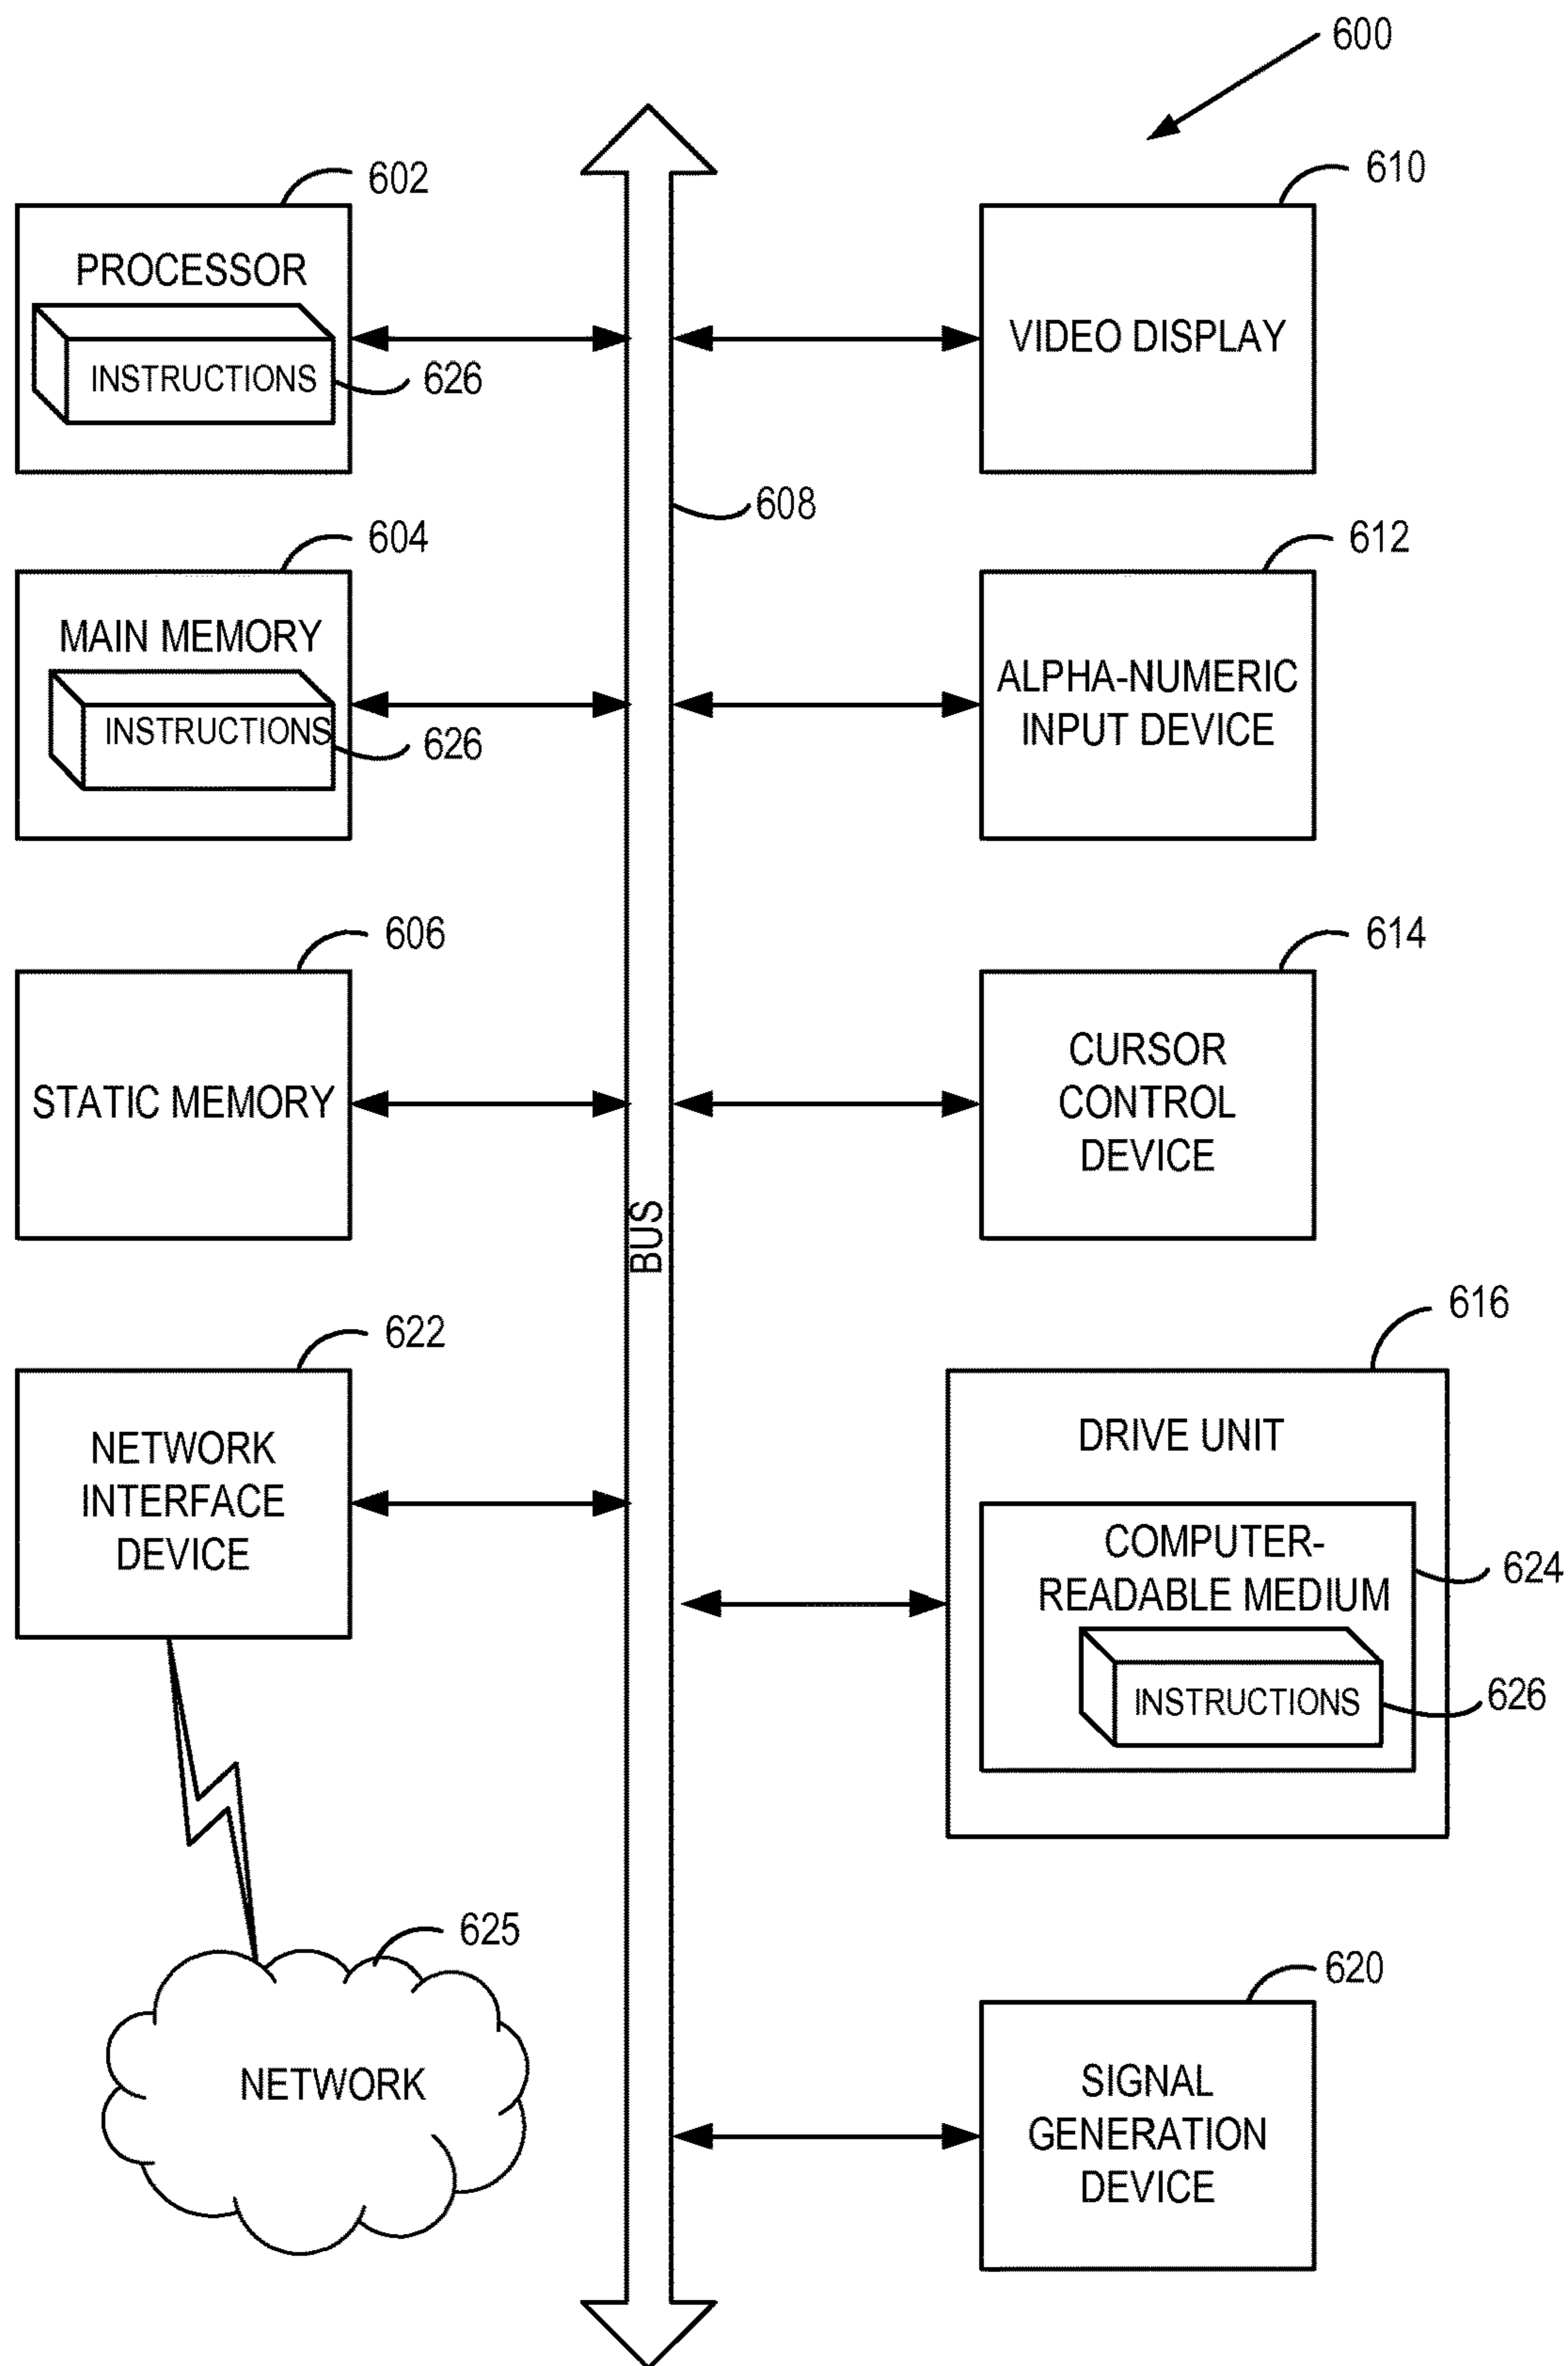 600
602
PROCESSOR
INSTRUCTIONS
626
610
VIDEO DISPLAY
608
604
MAIN MEMORY
INSTRUCTIONS
626
612
ALPHA-NUMERIC
INPUT DEVICE
606
STATIC MEMORY
614
CURSOR
CONTROL
DEVICE
BUS
622
NETWORK
INTERFACE
DEVICE
616
DRIVE UNIT
COMPUTER-
READABLE MEDIUM
624
INSTRUCTIONS
626
625
NETWORK
620
SIGNAL
GENERATION
DEVICE